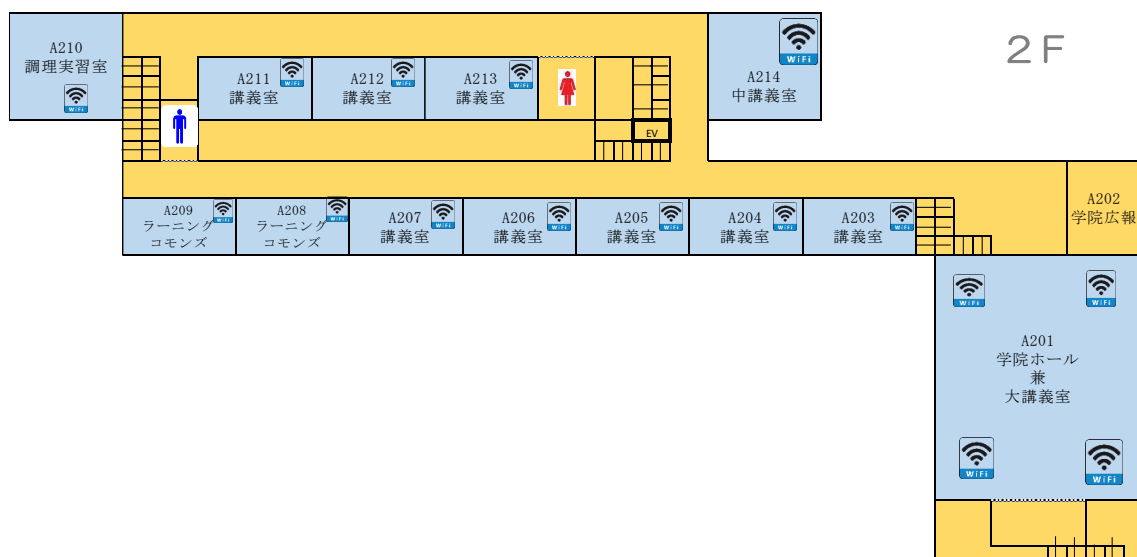 ２Ｆ
A210
調理実習室
WiFi
A211
講義室
WiFi
A212
講義室
WiFi
A213
講義室
WiFi
EV
A214
中講義室
WiFi
A209
ラーニング
コモンズ
WiFi
A208
ラーニング
コモンズ
WiFi
A207
講義室
WiFi
A206
講義室
WiFi
A205
講義室
WiFi
A204
講義室
WiFi
A203
講義室
WiFi
A202
学院広報
WiFi
WiFi
A201
学院ホール
兼
大講義室
WiFi
WiFi